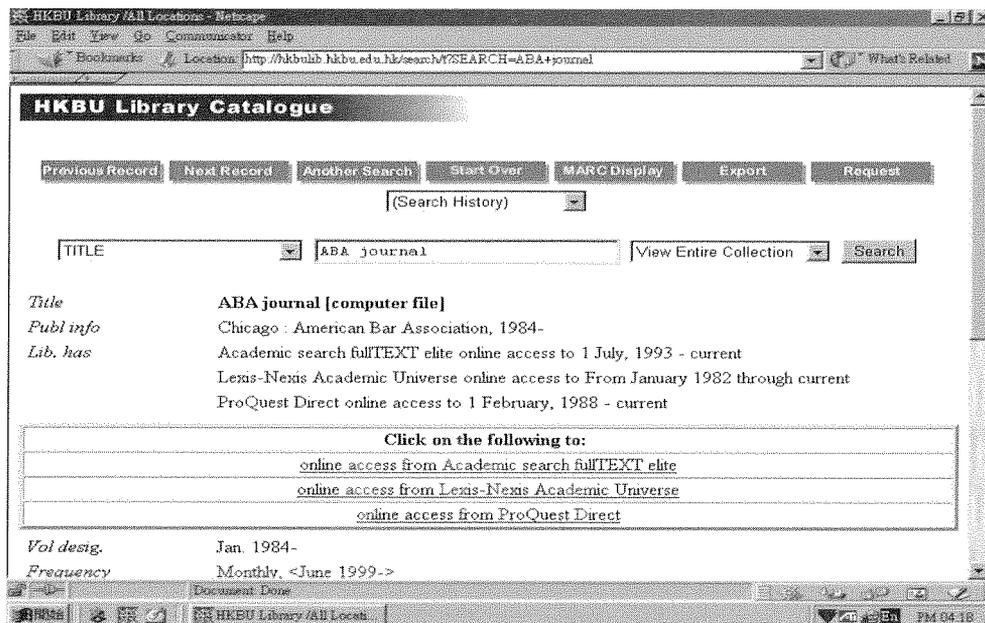 HKBU Library /All Locations - Netscape
File Edit View Go Communicator Help
Bookmarks Location: http://hkbulib.hkbu.edu.hk/search/t?SEARCH=ABA+journal What's Related
HKBU Library Catalogue
Previous Record Next Record Another Search Start Over MARC Display Export Request
(Search History)
TITLE ABA journal View Entire Collection Search
Title ABA journal [computer file]
Publ info Chicago : American Bar Association, 1984-
Lib. has Academic search fullTEXT elite online access to 1 July, 1993 - current
Lexis-Nexis Academic Universe online access to From January 1982 through current
ProQuest Direct online access to 1 February, 1988 - current
Click on the following to:
online access from Academic search fullTEXT elite
online access from Lexis-Nexis Academic Universe
online access from ProQuest Direct
Vol desig. Jan. 1984-
Frequency Monthly, <June 1999->
Document Done
開始 HKBU Library /All Locati... En PM 04:18